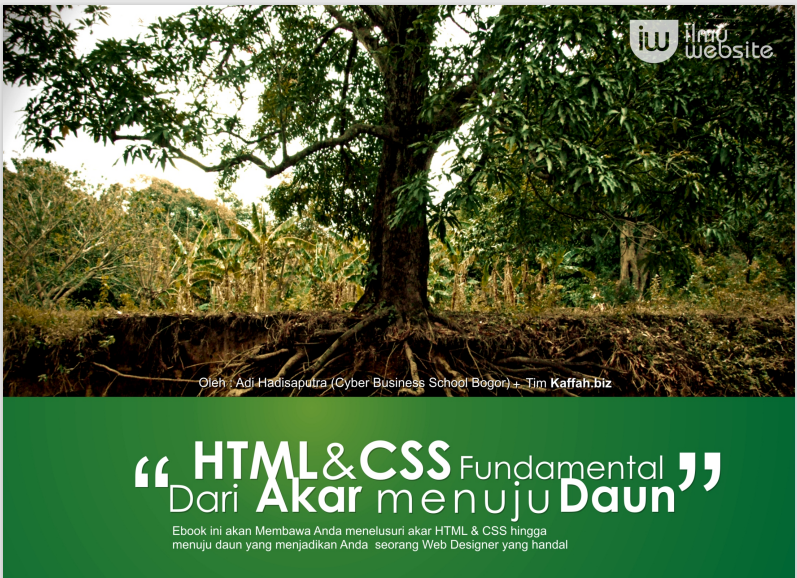 iw ilmu
website
Oleh : Adi Hadisaputra (Cyber Business School Bogor) + Tim Kaffah.biz
“ HTML&CSS Fundamental ”
Dari Akar menuju Daun
Ebook ini akan Membawa Anda menelusuri akar HTML & CSS hingga
menuju daun yang menjadikan Anda seorang Web Designer yang handal